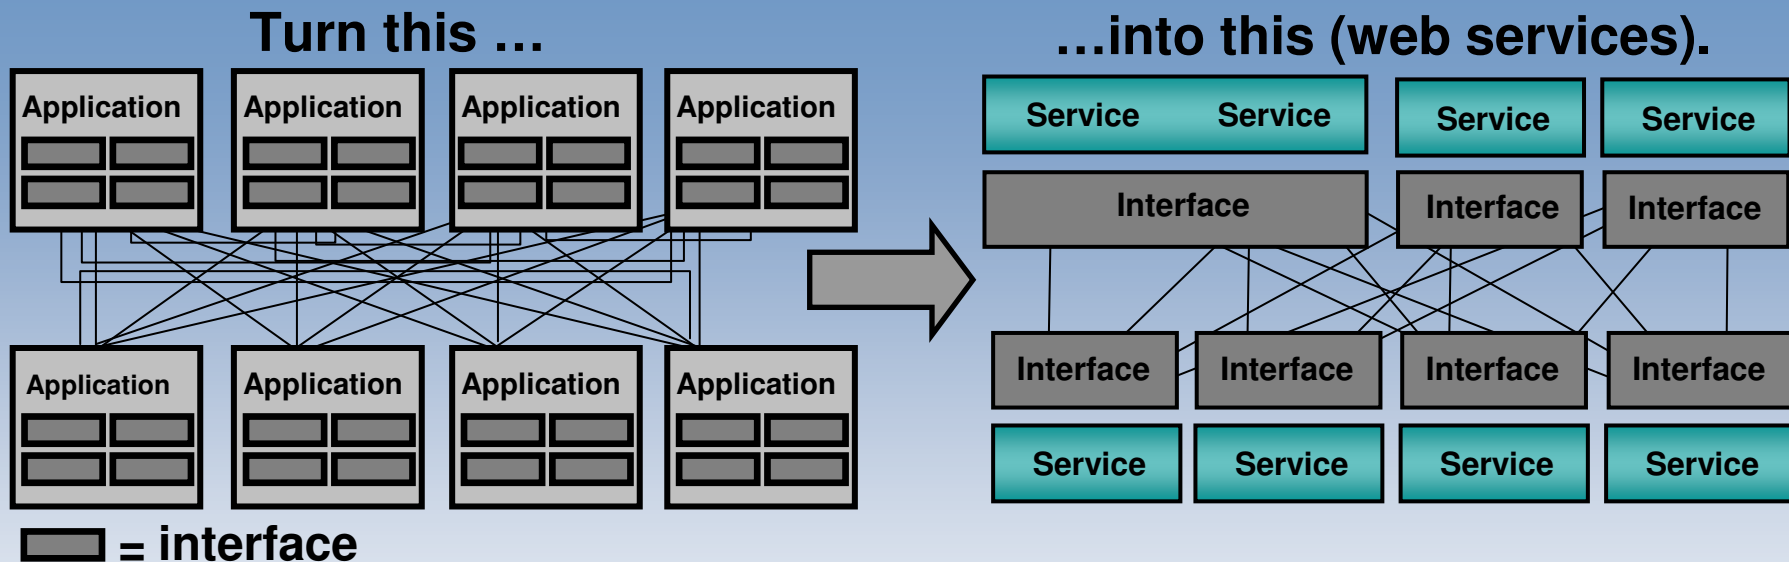 Turn this …
Application Application Application Application
Application Application Application Application
= interface
…into this (web services).
Service Service Service Service
Interface Interface Interface
Interface Interface Interface Interface
Service Service Service Service